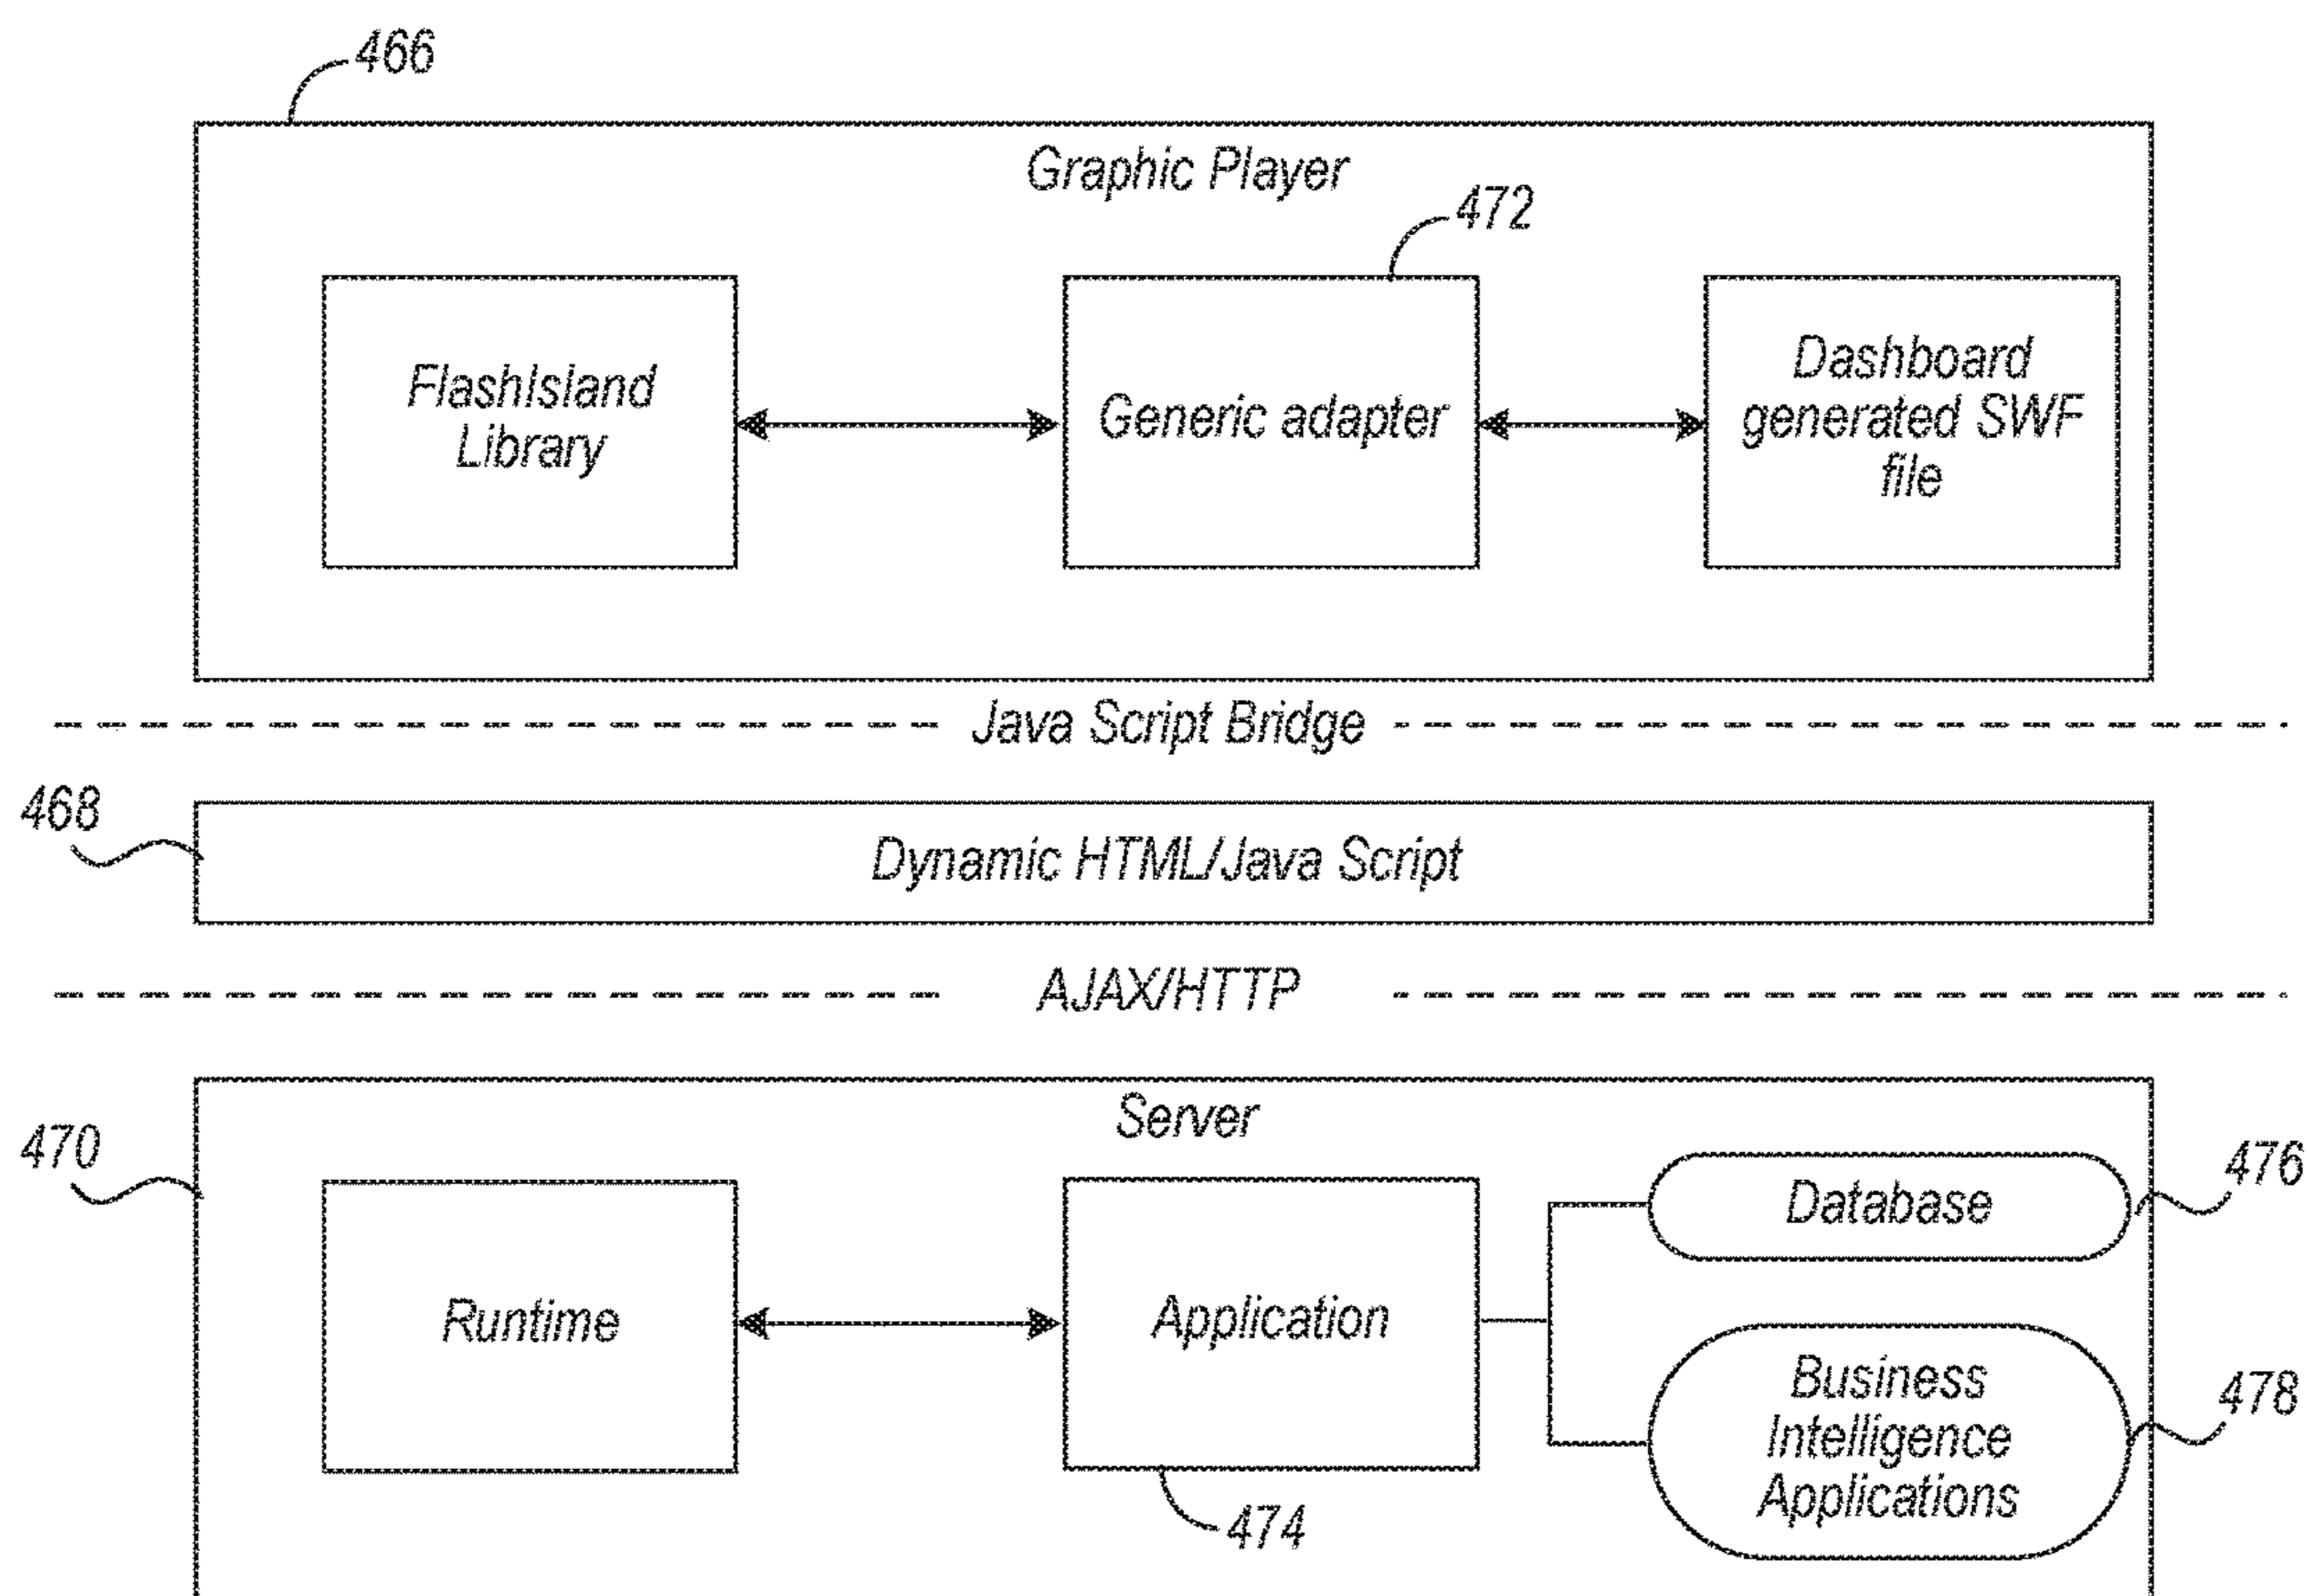 466
Graphic Player
472
FlashIsland
Library
Generic adapter
Dashboard
generated SWF
file
Java Script Bridge
468
Dynamic HTML/Java Script
AJAX/HTTP
Server
470
Runtime
Application
Database
476
Business
Intelligence
Applications
478
474